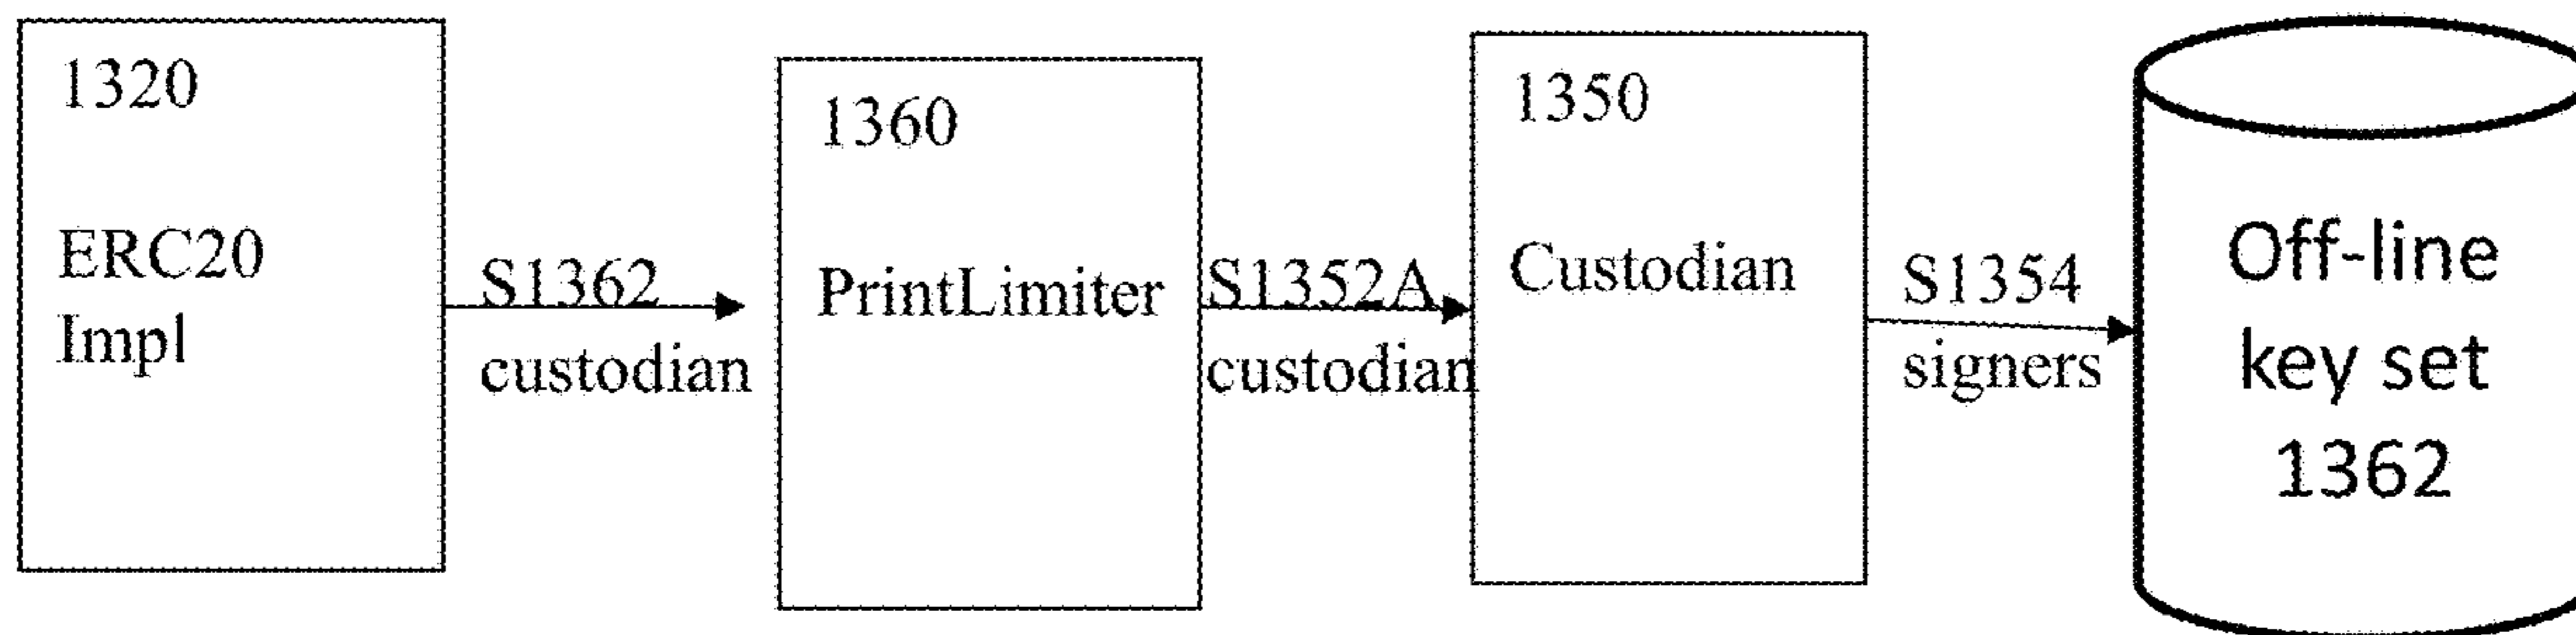 1320
ERC20
Impl
S1362
custodian
1360
PrintLimiter
S1352A
custodian
1350
Custodian
S1354
signers
Off-line
key set
1362